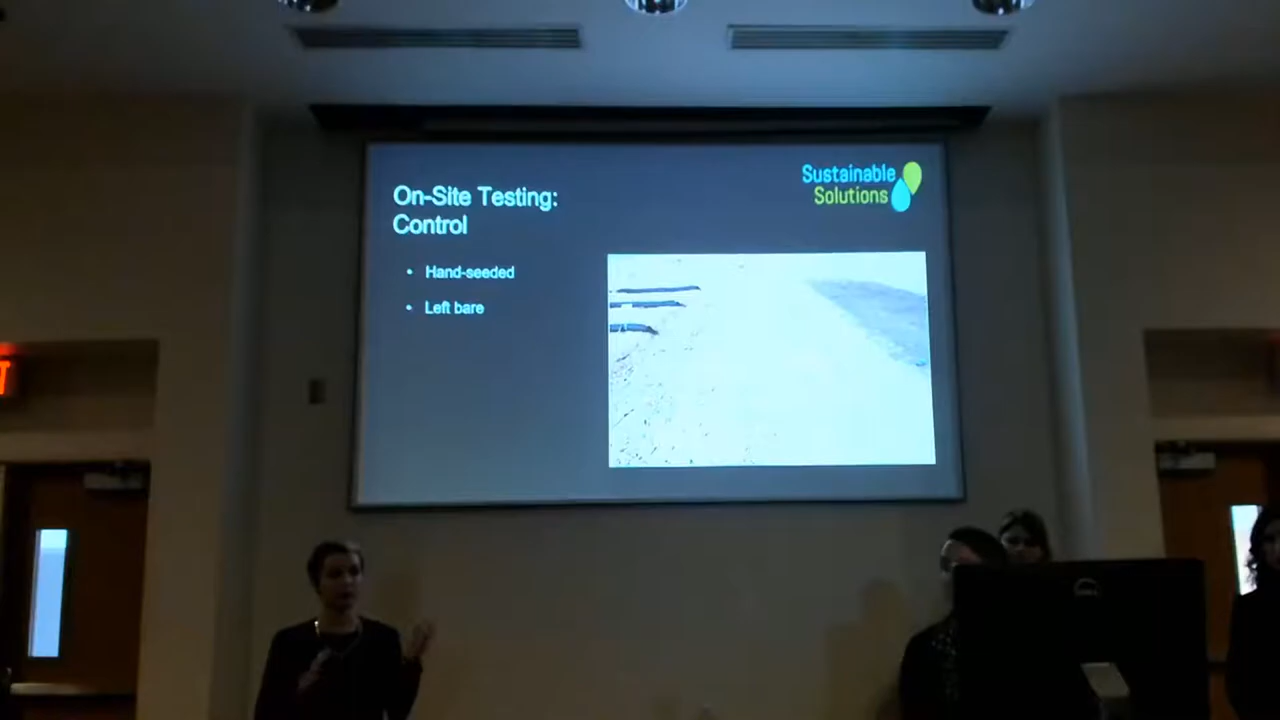 Sustainable
Solutions
On-Site Testing:
Control
• Hand-seeded
• Left bare